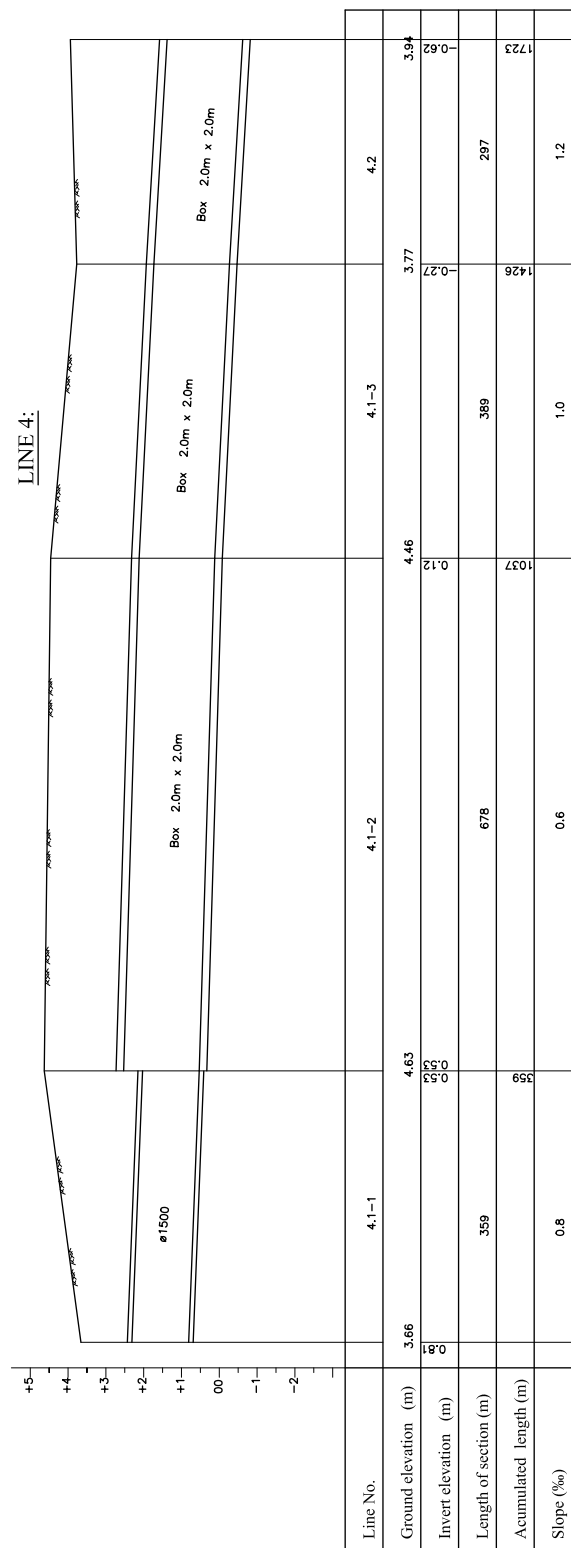 LINE 4:
+5
+4
+3
+2
+1
00
-1
-2
ø1500
Box 2.0m x 2.0m
Box 2.0m x 2.0m
Box 2.0m x 2.0m
Line No. 4.1-1 4.1-2 4.1-3 4.2
Ground elevation (m) 3.66 4.63 4.46 3.77 3.94
Invert elevation (m) 0.81 0.53 0.53 0.12 -0.27 -0.62
Length of section (m) 359 678 389 297
Acumulated length (m) 359 1037 1426 1723
Slope (‰) 0.8 0.6 1.0 1.2